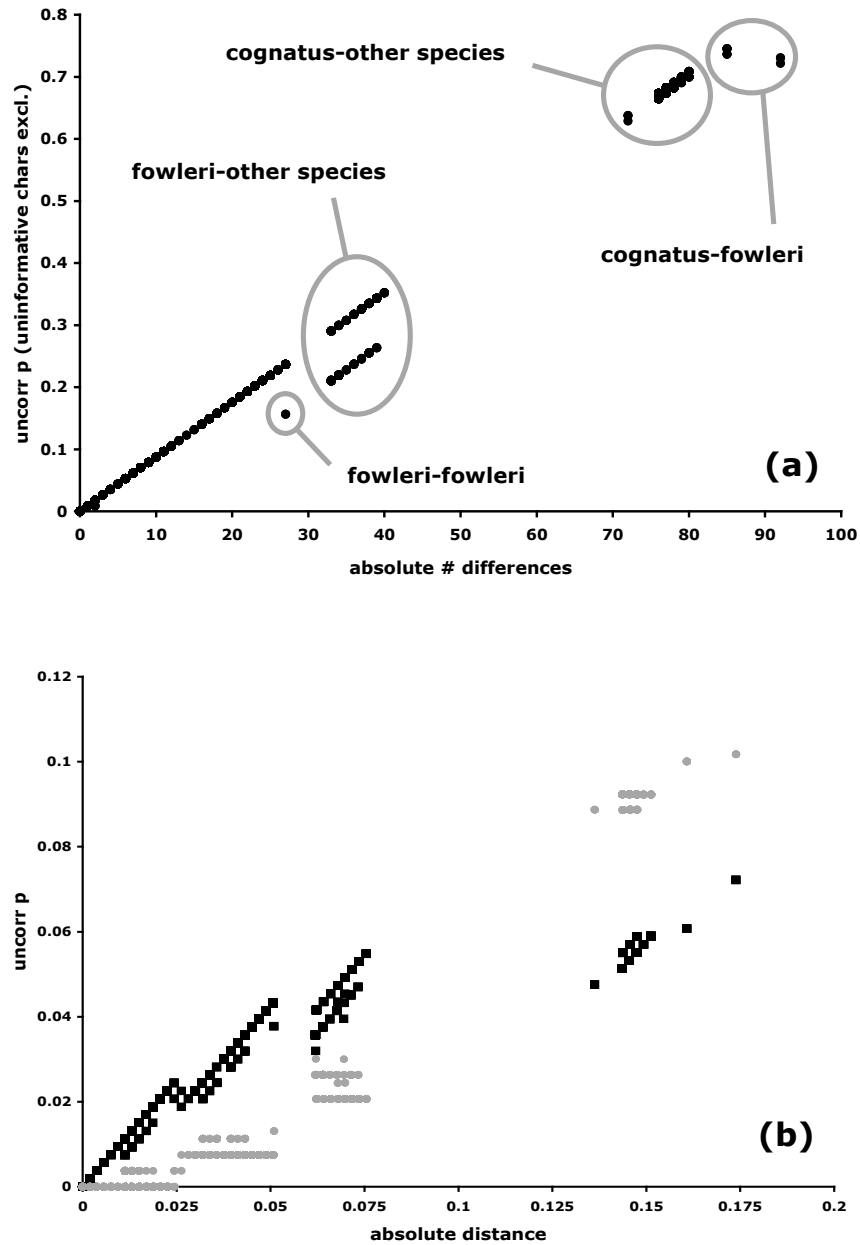 0.8
cognatus-other species
0.7
0.6
0.5
fowleri-other species
0.4
cognatus-fowleri
0.3
0.2
0.1
fowleri-fowleri
(a)
0
0 10 20 30 40 50 60 70 80 90 100
uncorr p (uninformative chars excl.)
absolute # differences
0.12
0.1
0.08
0.06
0.04
0.02
(b)
0
0 0.025 0.05 0.075 0.1 0.125 0.15 0.175 0.2
uncorr p
absolute distance